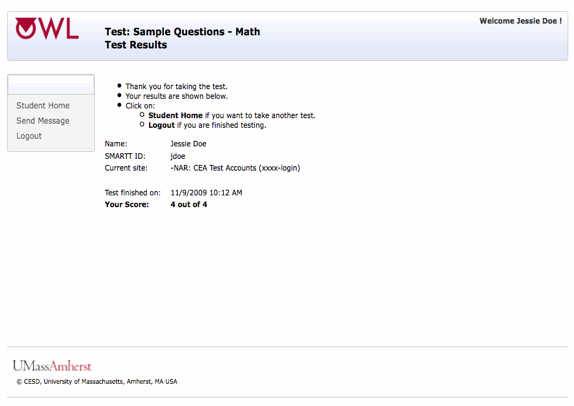 OWL
Welcome Jessie Doe !
Test: Sample Questions - Math
Test Results
Student Home
Send Message
Logout
Thank you for taking the test.
Your results are shown below.
Click on:
Student Home if you want to take another test.
Logout if you are finished testing.
Name: Jessie Doe
SMARTT ID: jdoe
Current site: -NAR: CEA Test Accounts (xxxx-login)
Test finished on: 11/9/2009 10:12 AM
Your Score: 4 out of 4
UMassAmherst
© CESD, University of Massachusetts, Amherst, MA USA